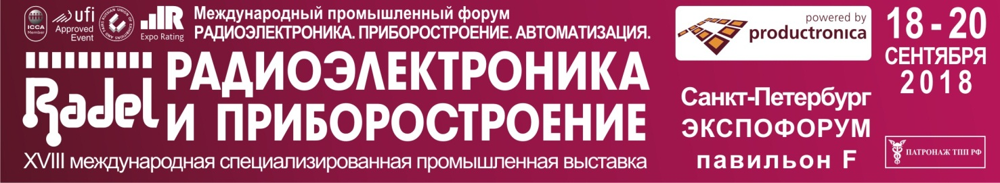 ICCA
Member
ufi
Approved
Event
RUSSIAN UNION OF EXHIBITIONS AND FAIRS
Expo Rating
Международный промышленный форум
РАДИОЭЛЕКТРОНИКА. ПРИБОРОСТРОЕНИЕ. АВТОМАТИЗАЦИЯ.
Radel
РАДИОЭЛЕКТРОНИКА
И ПРИБОРОСТРОЕНИЕ
XVIII международная специализированная промышленная выставка
powered by
productronica
Санкт-Петербург
ЭКСПОФОРУМ
павильон F
18 - 20
СЕНТЯБРЯ
2018
ПАТРОНАЖ ТПП РФ